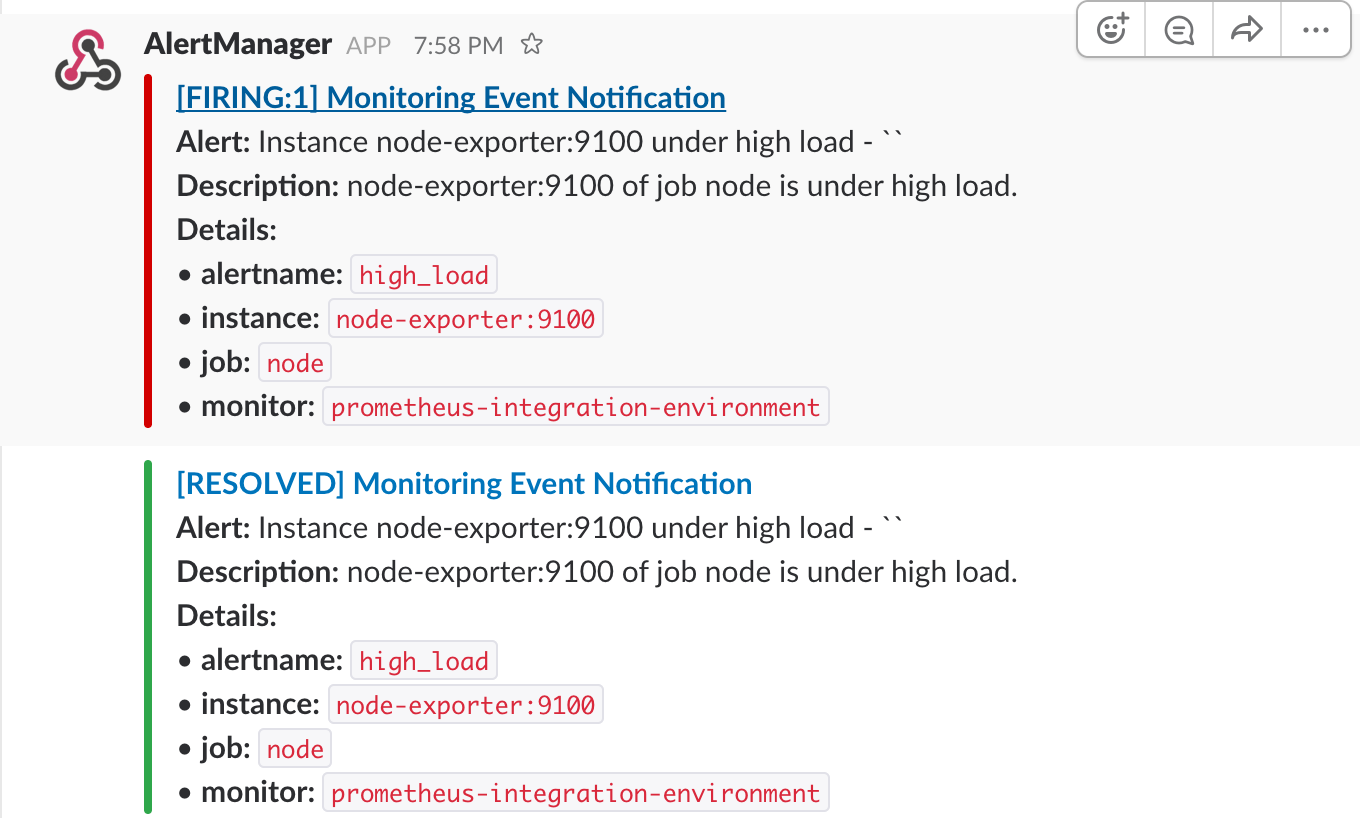 AlertManager APP 7:58 PM
[FIRING:1] Monitoring Event Notification
Alert: Instance node-exporter:9100 under high load - ``
Description: node-exporter:9100 of job node is under high load.
Details:
• alertname: high_load
• instance: node-exporter:9100
• job: node
• monitor: prometheus-integration-environment
[RESOLVED] Monitoring Event Notification
Alert: Instance node-exporter:9100 under high load - ``
Description: node-exporter:9100 of job node is under high load.
Details:
• alertname: high_load
• instance: node-exporter:9100
• job: node
• monitor: prometheus-integration-environment